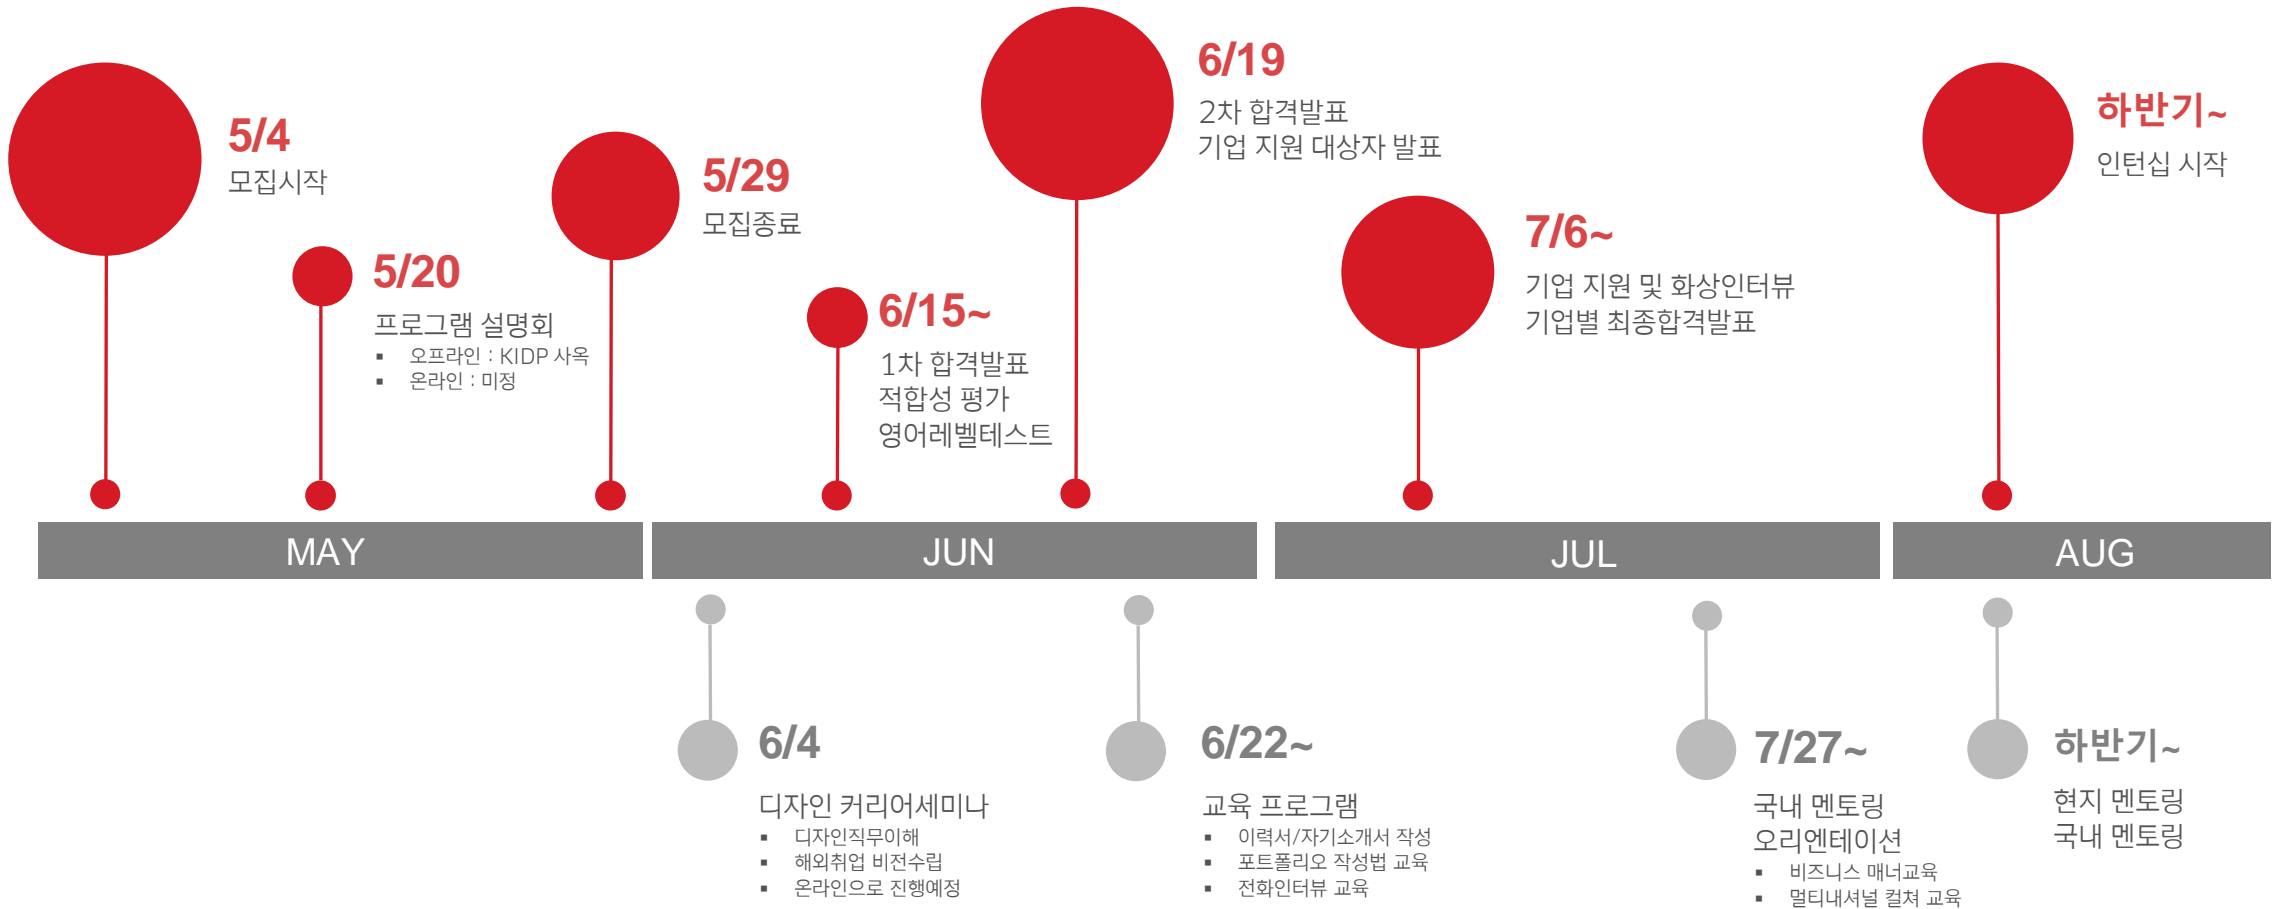 5/4
모집시작
5/20
프로그램 설명회
▪ 오프라인 : KIDP 사옥
▪ 온라인 : 미정
5/29
모집종료
6/15~
1차 합격발표
적합성 평가
영어레벨테스트
6/19
2차 합격발표
기업 지원 대상자 발표
7/6~
기업 지원 및 화상인터뷰
기업별 최종합격발표
하반기~
인턴십 시작
MAY
JUN
JUL
AUG
6/4
디자인 커리어세미나
▪ 디자인직무이해
▪ 해외취업 비전수립
▪ 온라인으로 진행예정
6/22~
교육 프로그램
▪ 이력서/자기소개서 작성
▪ 포트폴리오 작성법 교육
▪ 전화인터뷰 교육
7/27~
국내 멘토링
오리엔테이션
▪ 비즈니스 매너교육
▪ 멀티내셔널 컬쳐 교육
하반기~
현지 멘토링
국내 멘토링